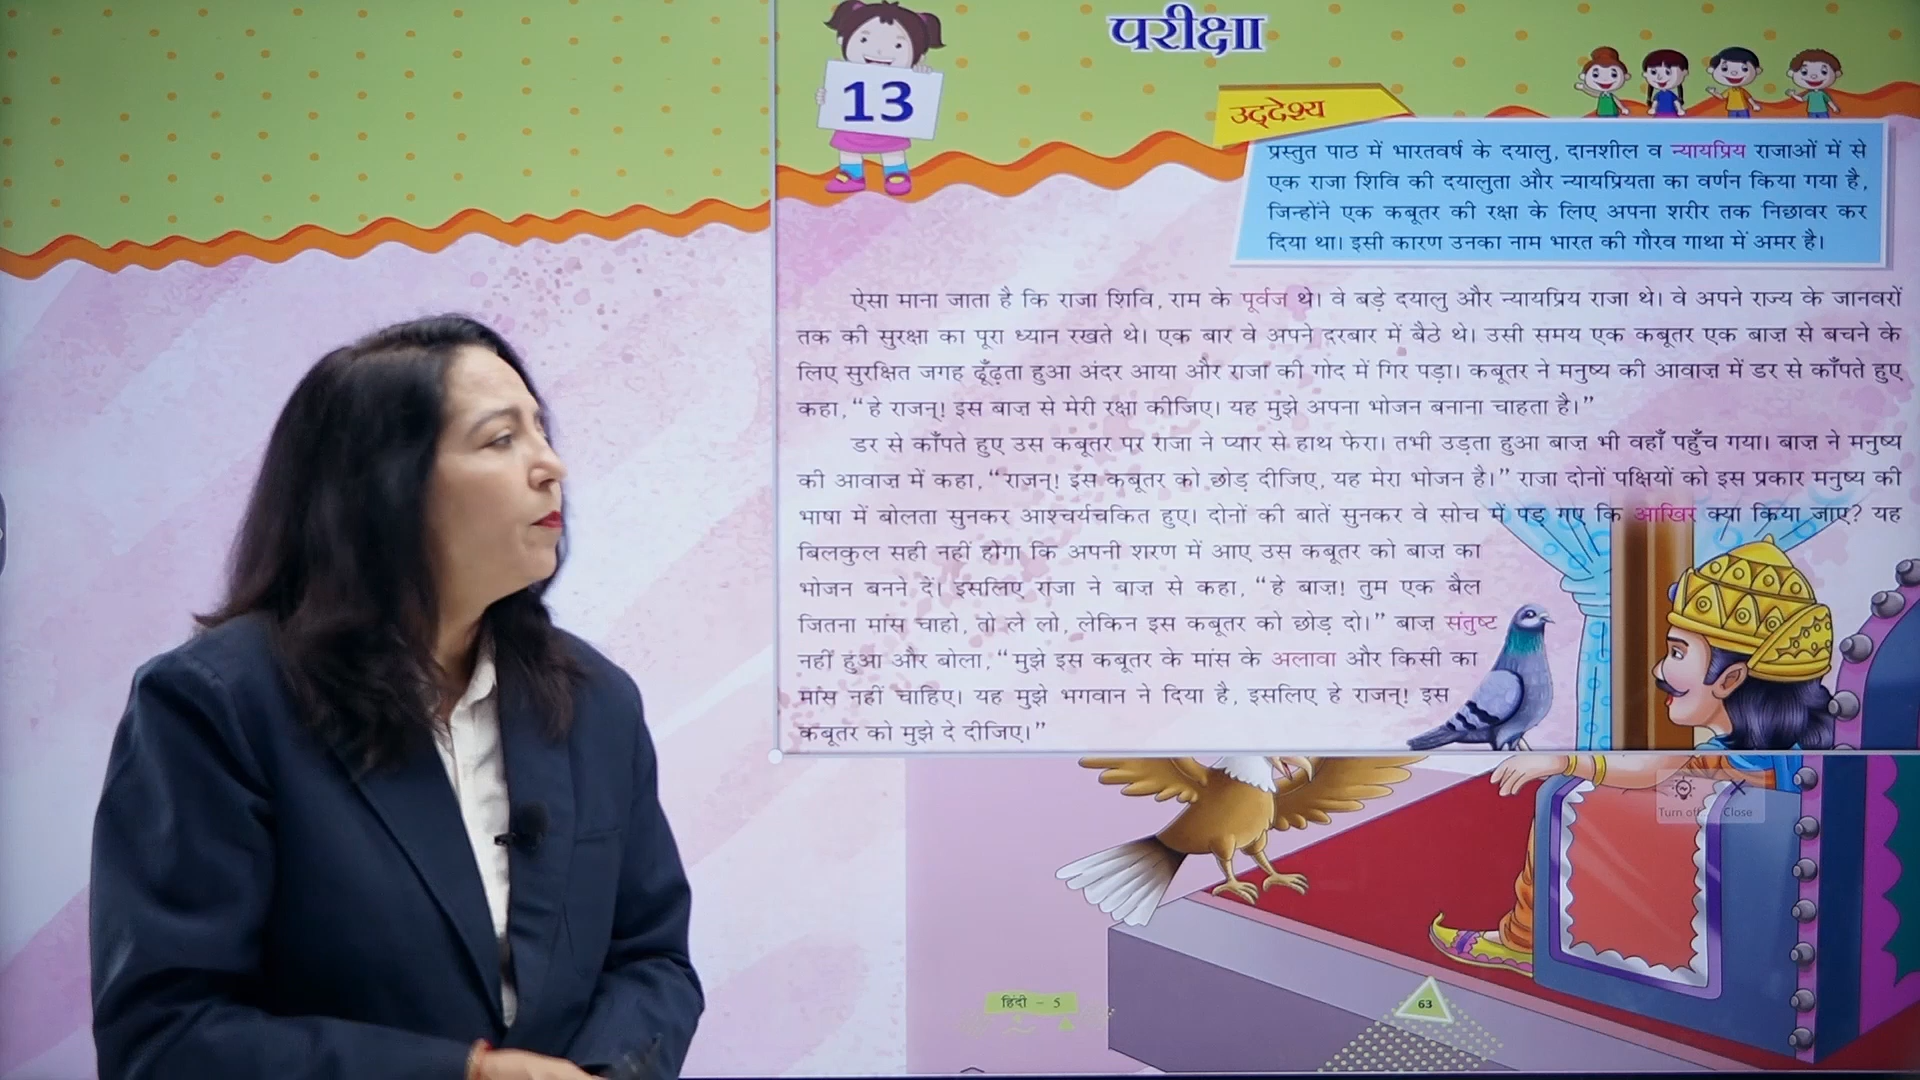 परीक्षा
13
उद्देश्य
प्रस्तुत पाठ में भारतवर्ष के दयालु, दानशील व न्यायप्रिय राजाओं में से
एक राजा शिवि की दयालुता और न्यायप्रियता का वर्णन किया गया है,
जिन्होंने एक कबूतर की रक्षा के लिए अपना शरीर तक निछावर कर
दिया था। इसी कारण उनका नाम भारत की गौरव गाथा में अमर है।
ऐसा माना जाता है कि राजा शिवि, राम के पूर्वज थे। वे बड़े दयालु और न्यायप्रिय राजा थे। वे अपने राज्य के जानवरों
तक की सुरक्षा का पूरा ध्यान रखते थे। एक बार वे अपने दरबार में बैठे थे। उसी समय एक कबूतर एक बाज़ से बचने के
लिए सुरक्षित जगह ढूँढ़ता हुआ अंदर आया और राजा की गोद में गिर पड़ा। कबूतर ने मनुष्य की आवाज़ में डर से काँपते हुए
कहा, “हे राजन्! इस बाज़ से मेरी रक्षा कीजिए। यह मुझे अपना भोजन बनाना चाहता है।”
डर से काँपते हुए उस कबूतर पर राजा ने प्यार से हाथ फेरा। तभी उड़ता हुआ बाज़ भी वहाँ पहुँच गया। बाज़ ने मनुष्य
की आवाज़ में कहा, “राजन्! इस कबूतर को छोड़ दीजिए, यह मेरा भोजन है।” राजा दोनों पक्षियों को इस प्रकार मनुष्य की
भाषा में बोलता सुनकर आश्चर्यचकित हुए। दोनों की बातें सुनकर वे सोच में पड़ गए कि आखिर क्या किया जाए? यह
बिलकुल सही नहीं होगा कि अपनी शरण में आए उस कबूतर को बाज़ का
भोजन बनने दें। इसलिए राजा ने बाज़ से कहा, “हे बाज़! तुम एक बैल
जितना मांस चाहो, तो ले लो, लेकिन इस कबूतर को छोड़ दो।” बाज़ संतुष्ट
नहीं हुआ और बोला, “मुझे इस कबूतर के मांस के अलावा और किसी का
मांस नहीं चाहिए। यह मुझे भगवान ने दिया है, इसलिए हे राजन्! इस
कबूतर को मुझे दे दीजिए।”
Turn off Close
हिंदी - 5
63